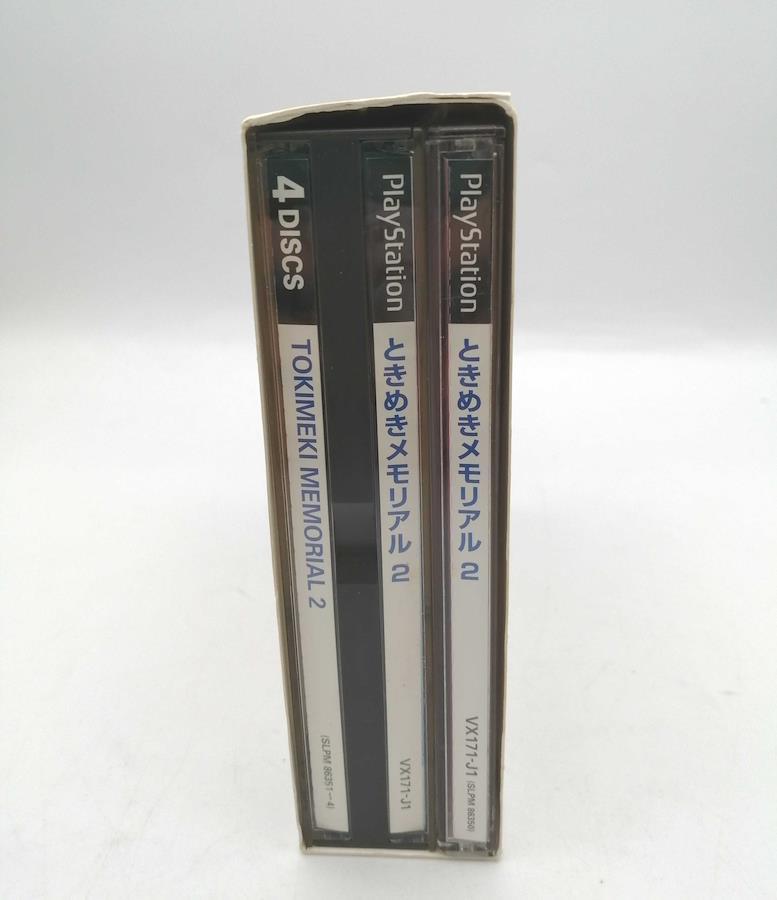 4 DISCS
TOKIMEKI MEMORIAL 2
(SLPM 86351-4)
PlayStation
ときめきメモリアル 2
VX171-J1
PlayStation
ときめきメモリアル 2
VX171-J1 (SLPM 86350)